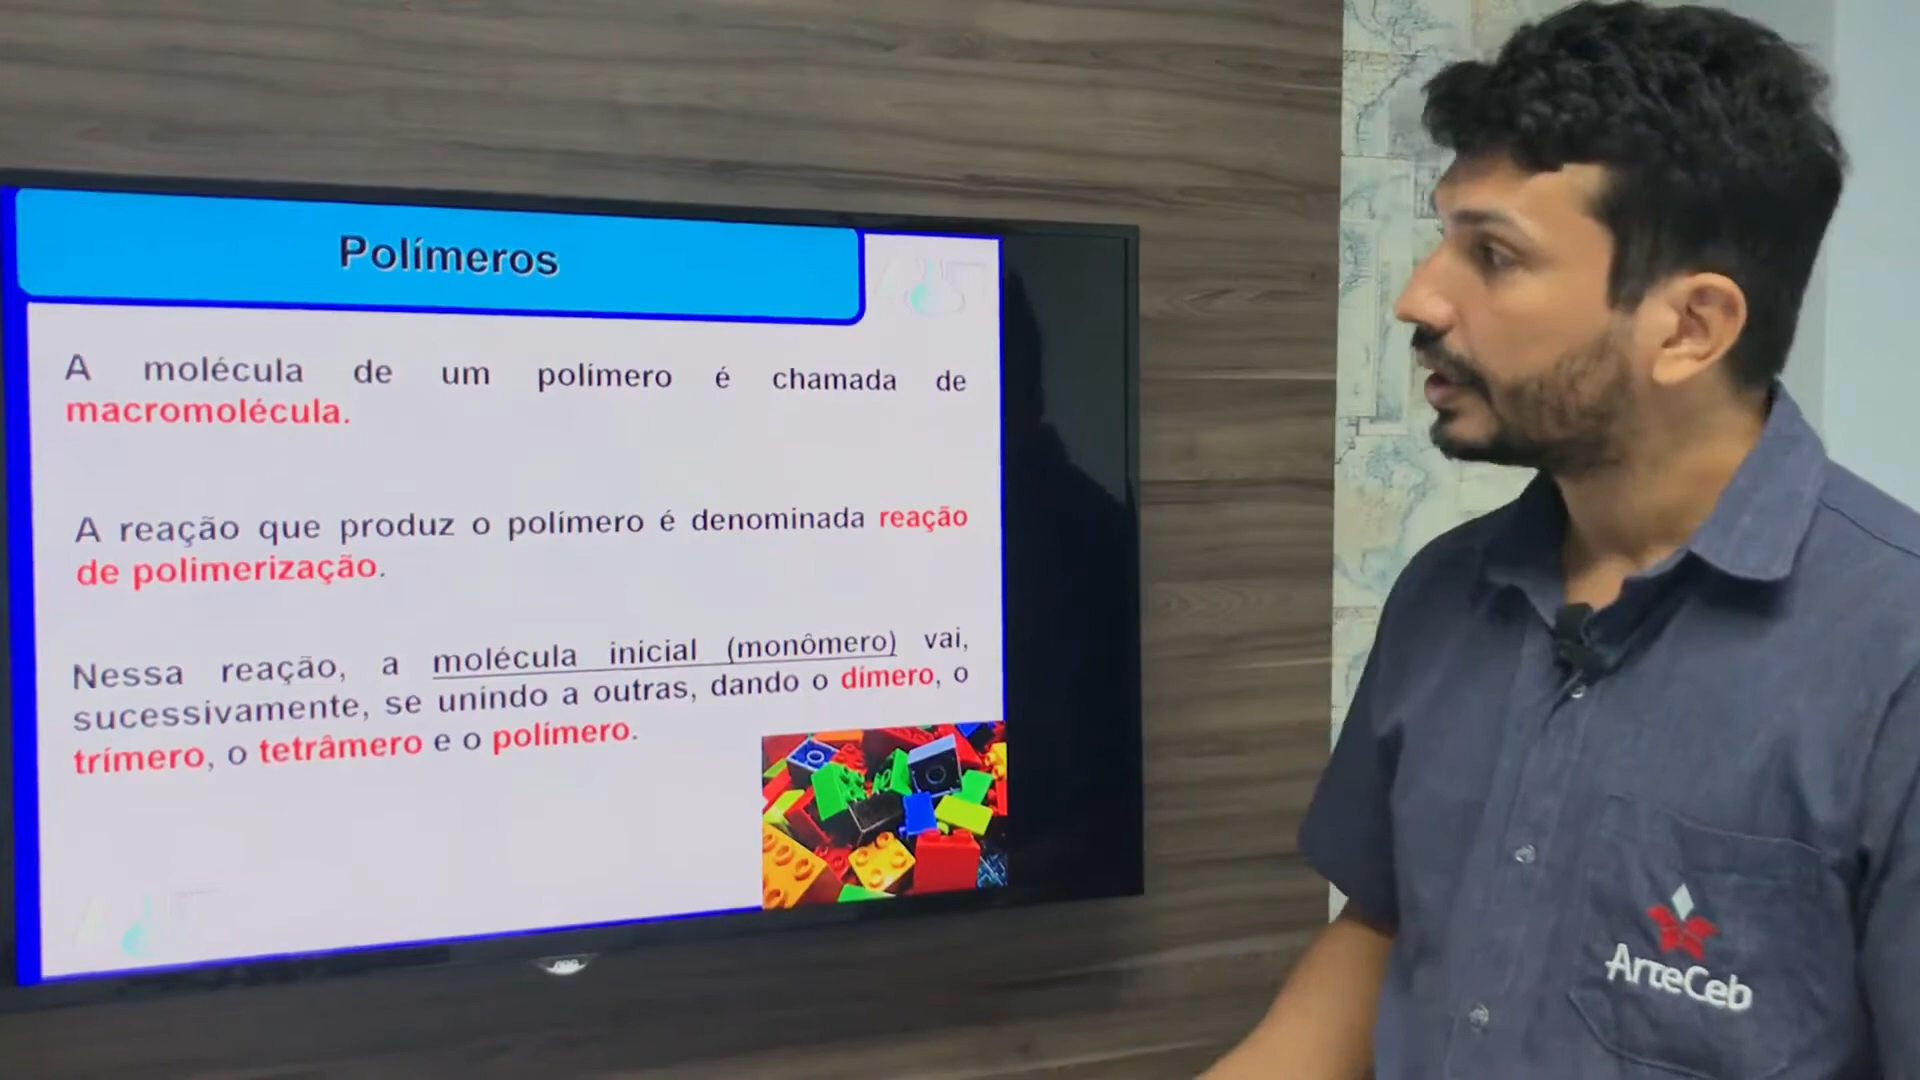 Polímeros
A molécula de um polímero é chamada de
macromolécula.
A reação que produz o polímero é denominada reação
de polimerização.
Nessa reação, a molécula inicial (monômero) vai,
sucessivamente, se unindo a outras, dando o dímero, o
trímero, o tetrâmero e o polímero.
ArteCeb